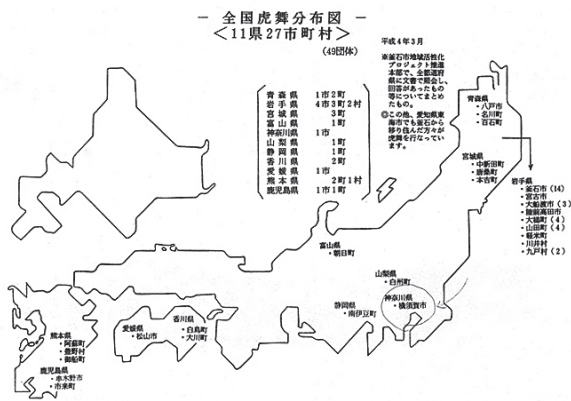 － 全国虎舞分布図 －
＜11県27市町村＞
(49団体)
平成4年3月
※釜石市地域活性化
プロジェクト推進
本部で、全都道府
県に文書で照会し、
回答があったもの
等についてまとめ
たもの。
◎この他、愛知県東
海市でも釜石から
移り住んだ方々が
虎舞を行なってい
ます。
青森県 1市2町
岩手県 4市3町2村
宮城県 3町
富山県 1町
神奈川県 1市
山梨県 1町
静岡県 1町
香川県 2町
愛媛県 1市
熊本県 2町1村
鹿児島県 1市1町
青森県
・八戸市
・名川町
・百石町
宮城県
・中新田町
・唐桑町
・本吉町
岩手県
・釜石市(14)
・宮古市
・大船渡市(3)
・陸前高田市
・大槌町(4)
・山田町(4)
・軽米町
・川井村
・九戸村(2)
富山県
・朝日町
山梨県
・白州町
神奈川県
・横須賀市
静岡県
・南伊豆町
香川県
・白鳥町
・大川町
愛媛県
・松山市
熊本県
・阿蘇町
・豊野村
・御船町
鹿児島県
・串木野市
・市来町